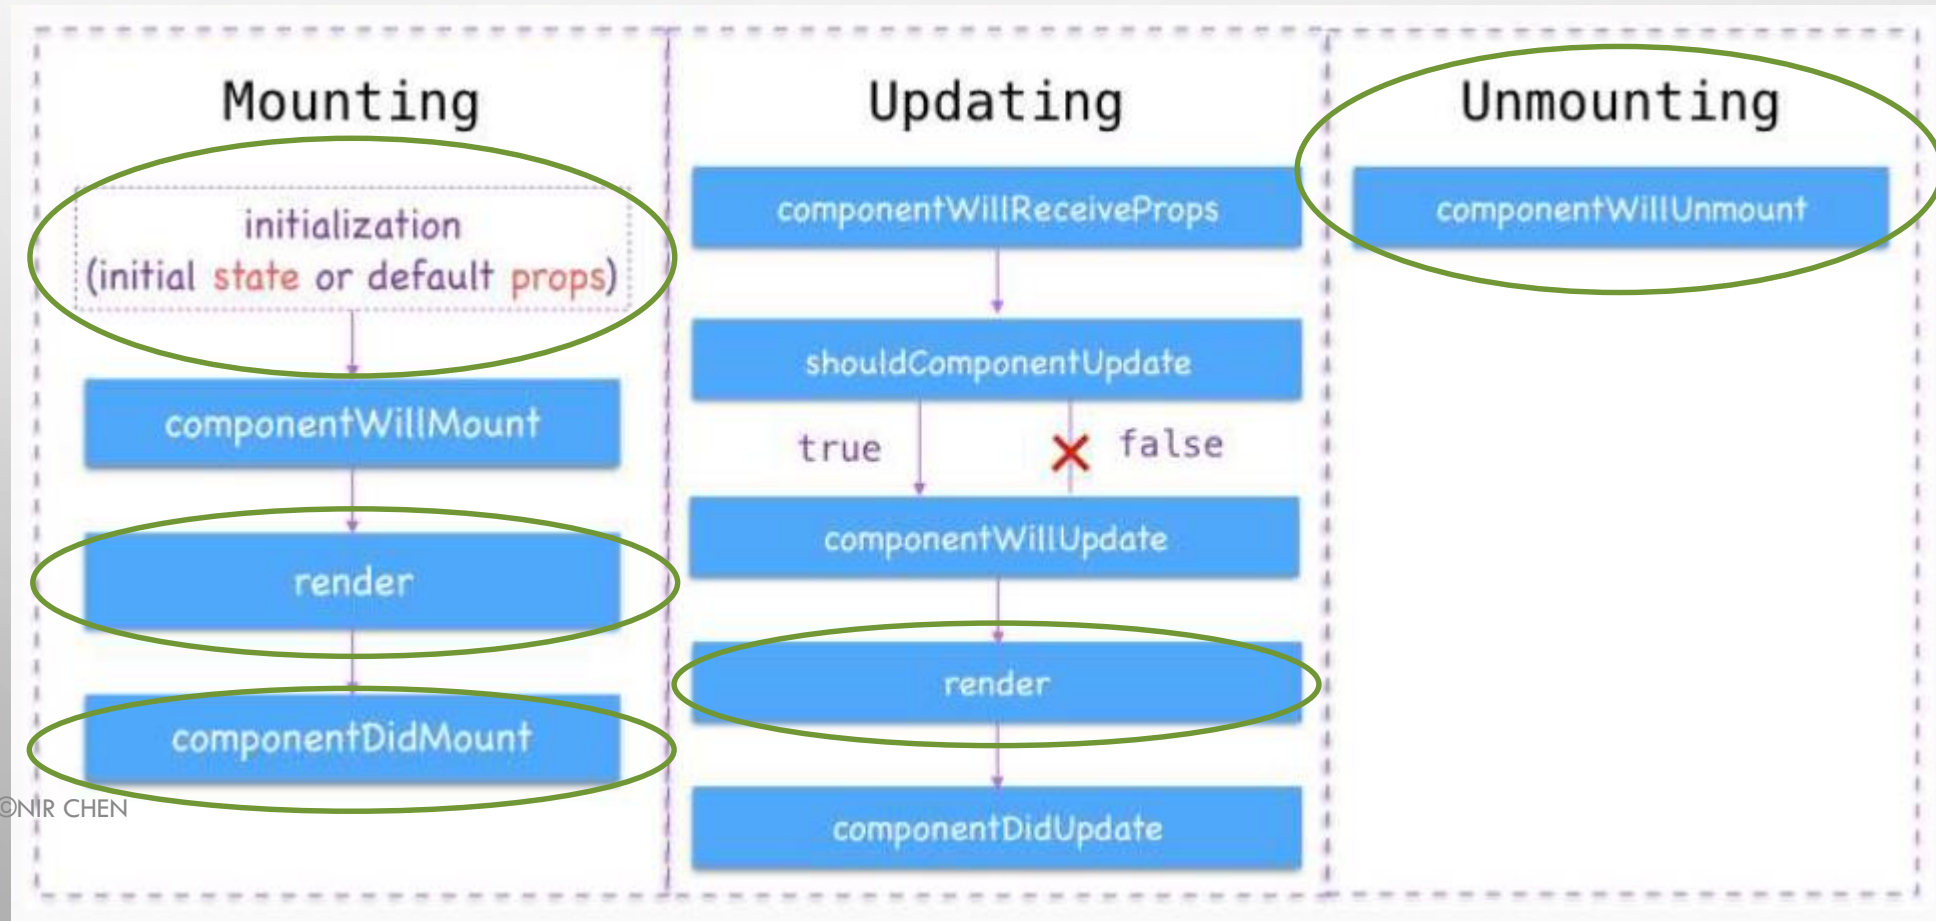 Mounting
initialization
(initial state or default props)
componentWillMount
render
componentDidMount
Updating
componentWillReceiveProps
shouldComponentUpdate
true
false
componentWillUpdate
render
componentDidUpdate
Unmounting
componentWillUnmount
©NIR CHEN